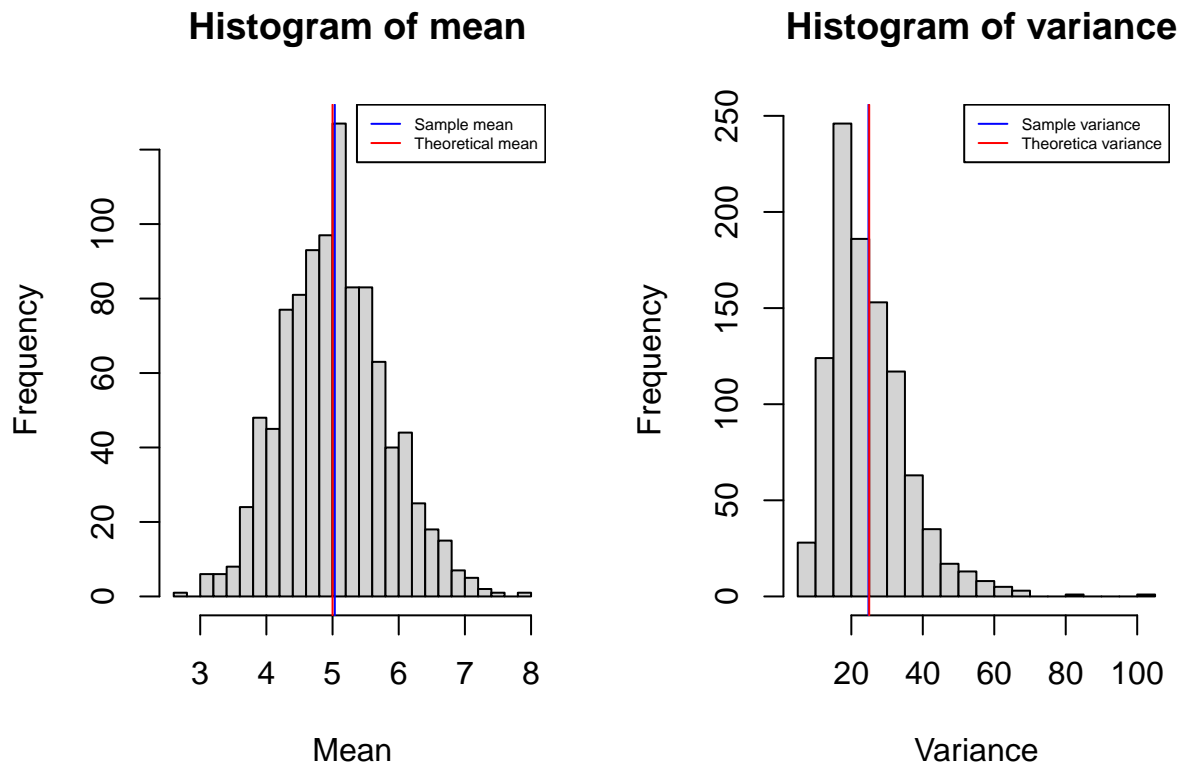 Histogram of mean
Sample mean
Theoretical mean
Frequency
100
80
60
40
20
0
3 4 5 6 7 8
Mean
Histogram of variance
Sample variance
Theoretica variance
Frequency
250
200
150
100
50
0
20 40 60 80 100
Variance